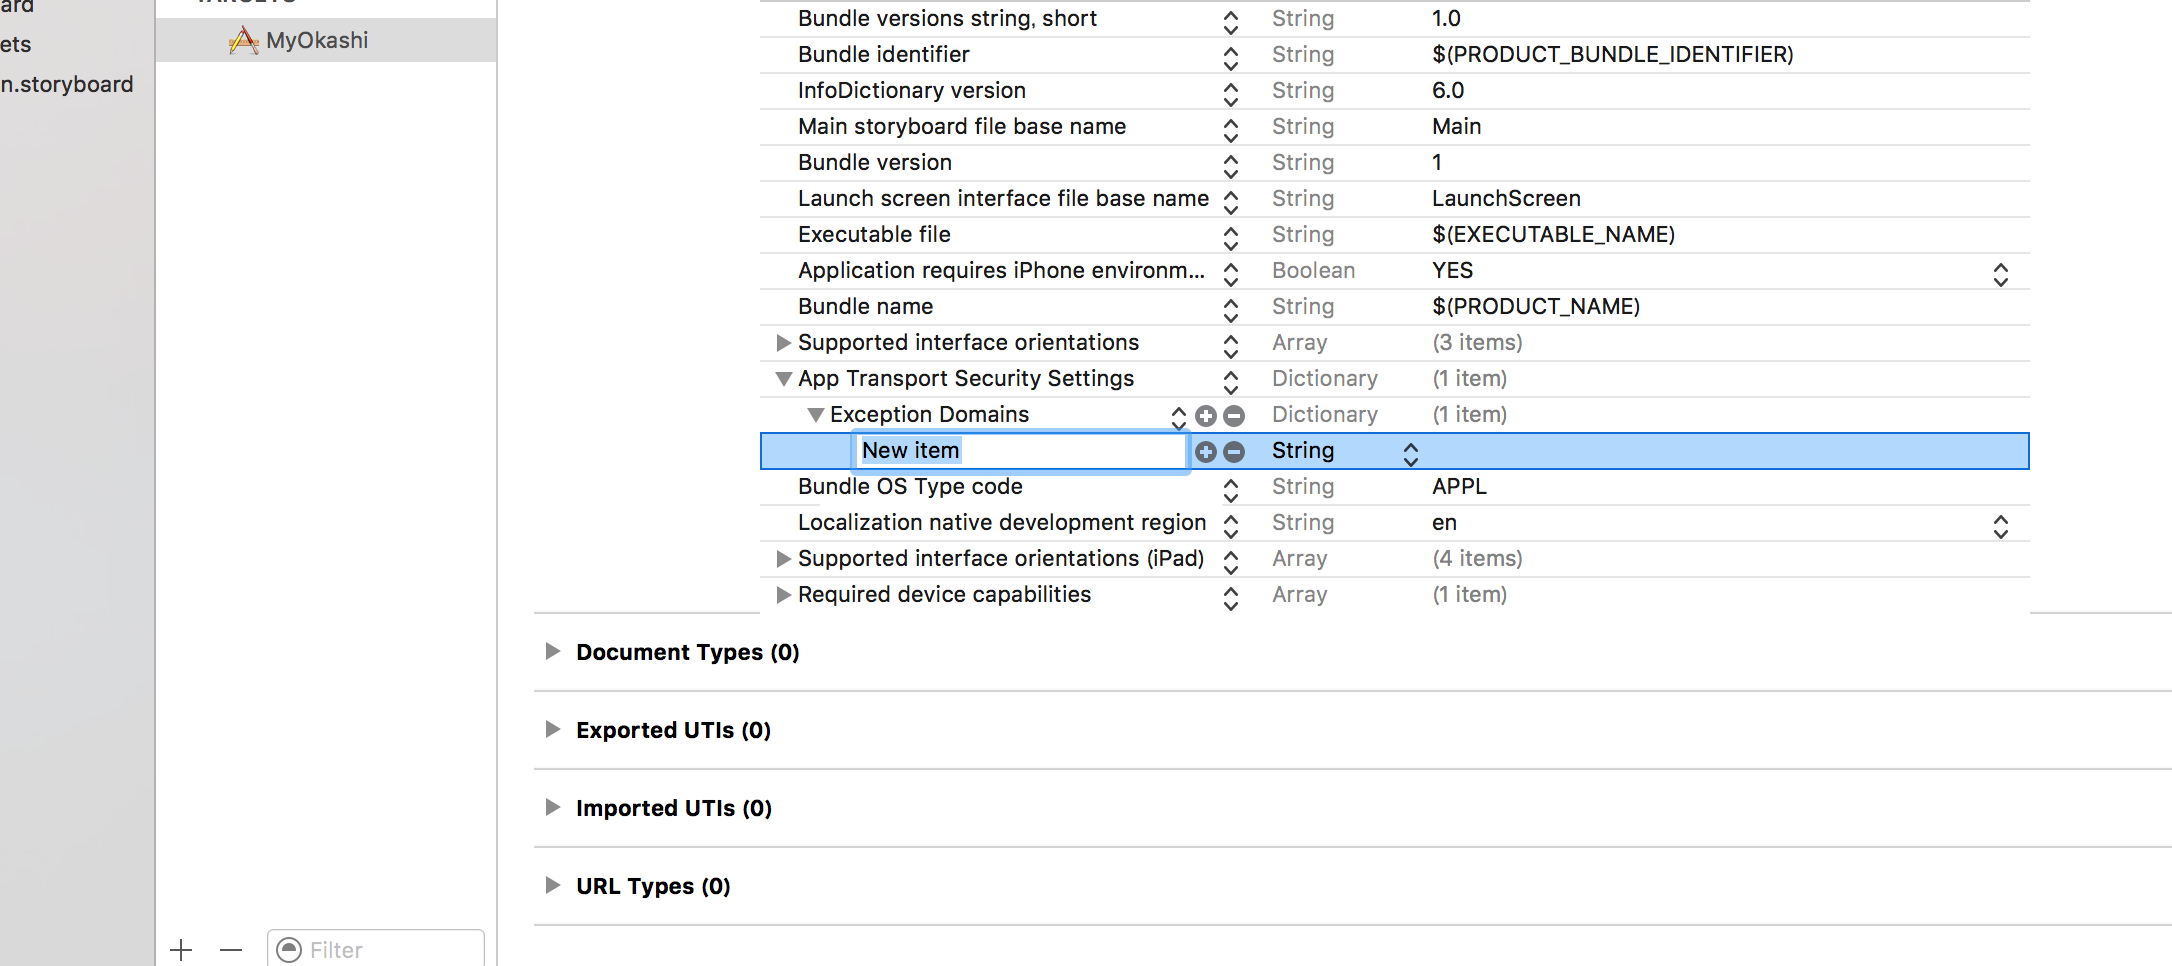 ard
ets
n.storyboard
TARGETS
MyOkashi
Bundle versions string, short String 1.0
Bundle identifier String $(PRODUCT_BUNDLE_IDENTIFIER)
InfoDictionary version String 6.0
Main storyboard file base name String Main
Bundle version String 1
Launch screen interface file base name String LaunchScreen
Executable file String $(EXECUTABLE_NAME)
Application requires iPhone environm... Boolean YES
Bundle name String $(PRODUCT_NAME)
Supported interface orientations Array (3 items)
App Transport Security Settings Dictionary (1 item)
Exception Domains Dictionary (1 item)
New item String
Bundle OS Type code String APPL
Localization native development region String en
Supported interface orientations (iPad) Array (4 items)
Required device capabilities Array (1 item)
Document Types (0)
Exported UTIs (0)
Imported UTIs (0)
URL Types (0)
Filter